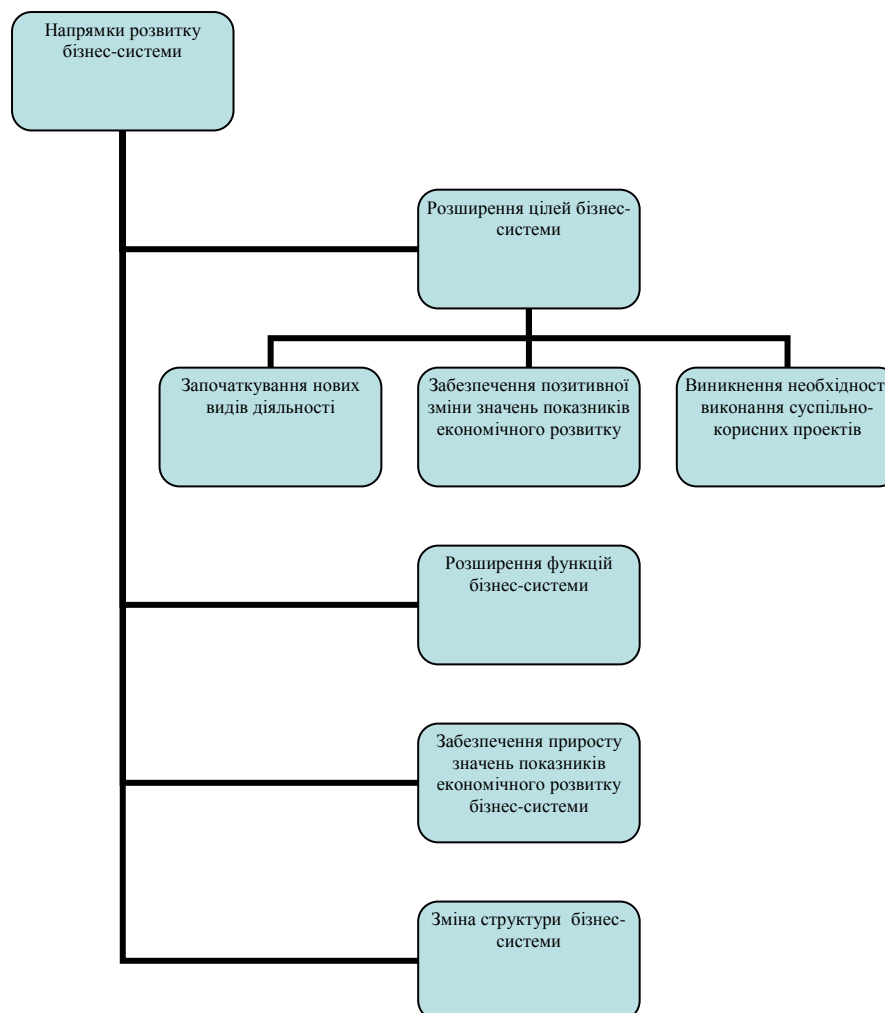 Напрямки розвитку
бізнес-системи
Розширення цілей бізнес-
системи
Започаткування нових
видів діяльності
Забезпечення позитивної
зміни значень показників
економічного розвитку
Виникнення необхідност
виконання суспільно-
корисних проектів
Розширення функцій
бізнес-системи
Забезпечення приросту
значень показників
економічного розвитку
бізнес-системи
Зміна структури бізнес-
системи